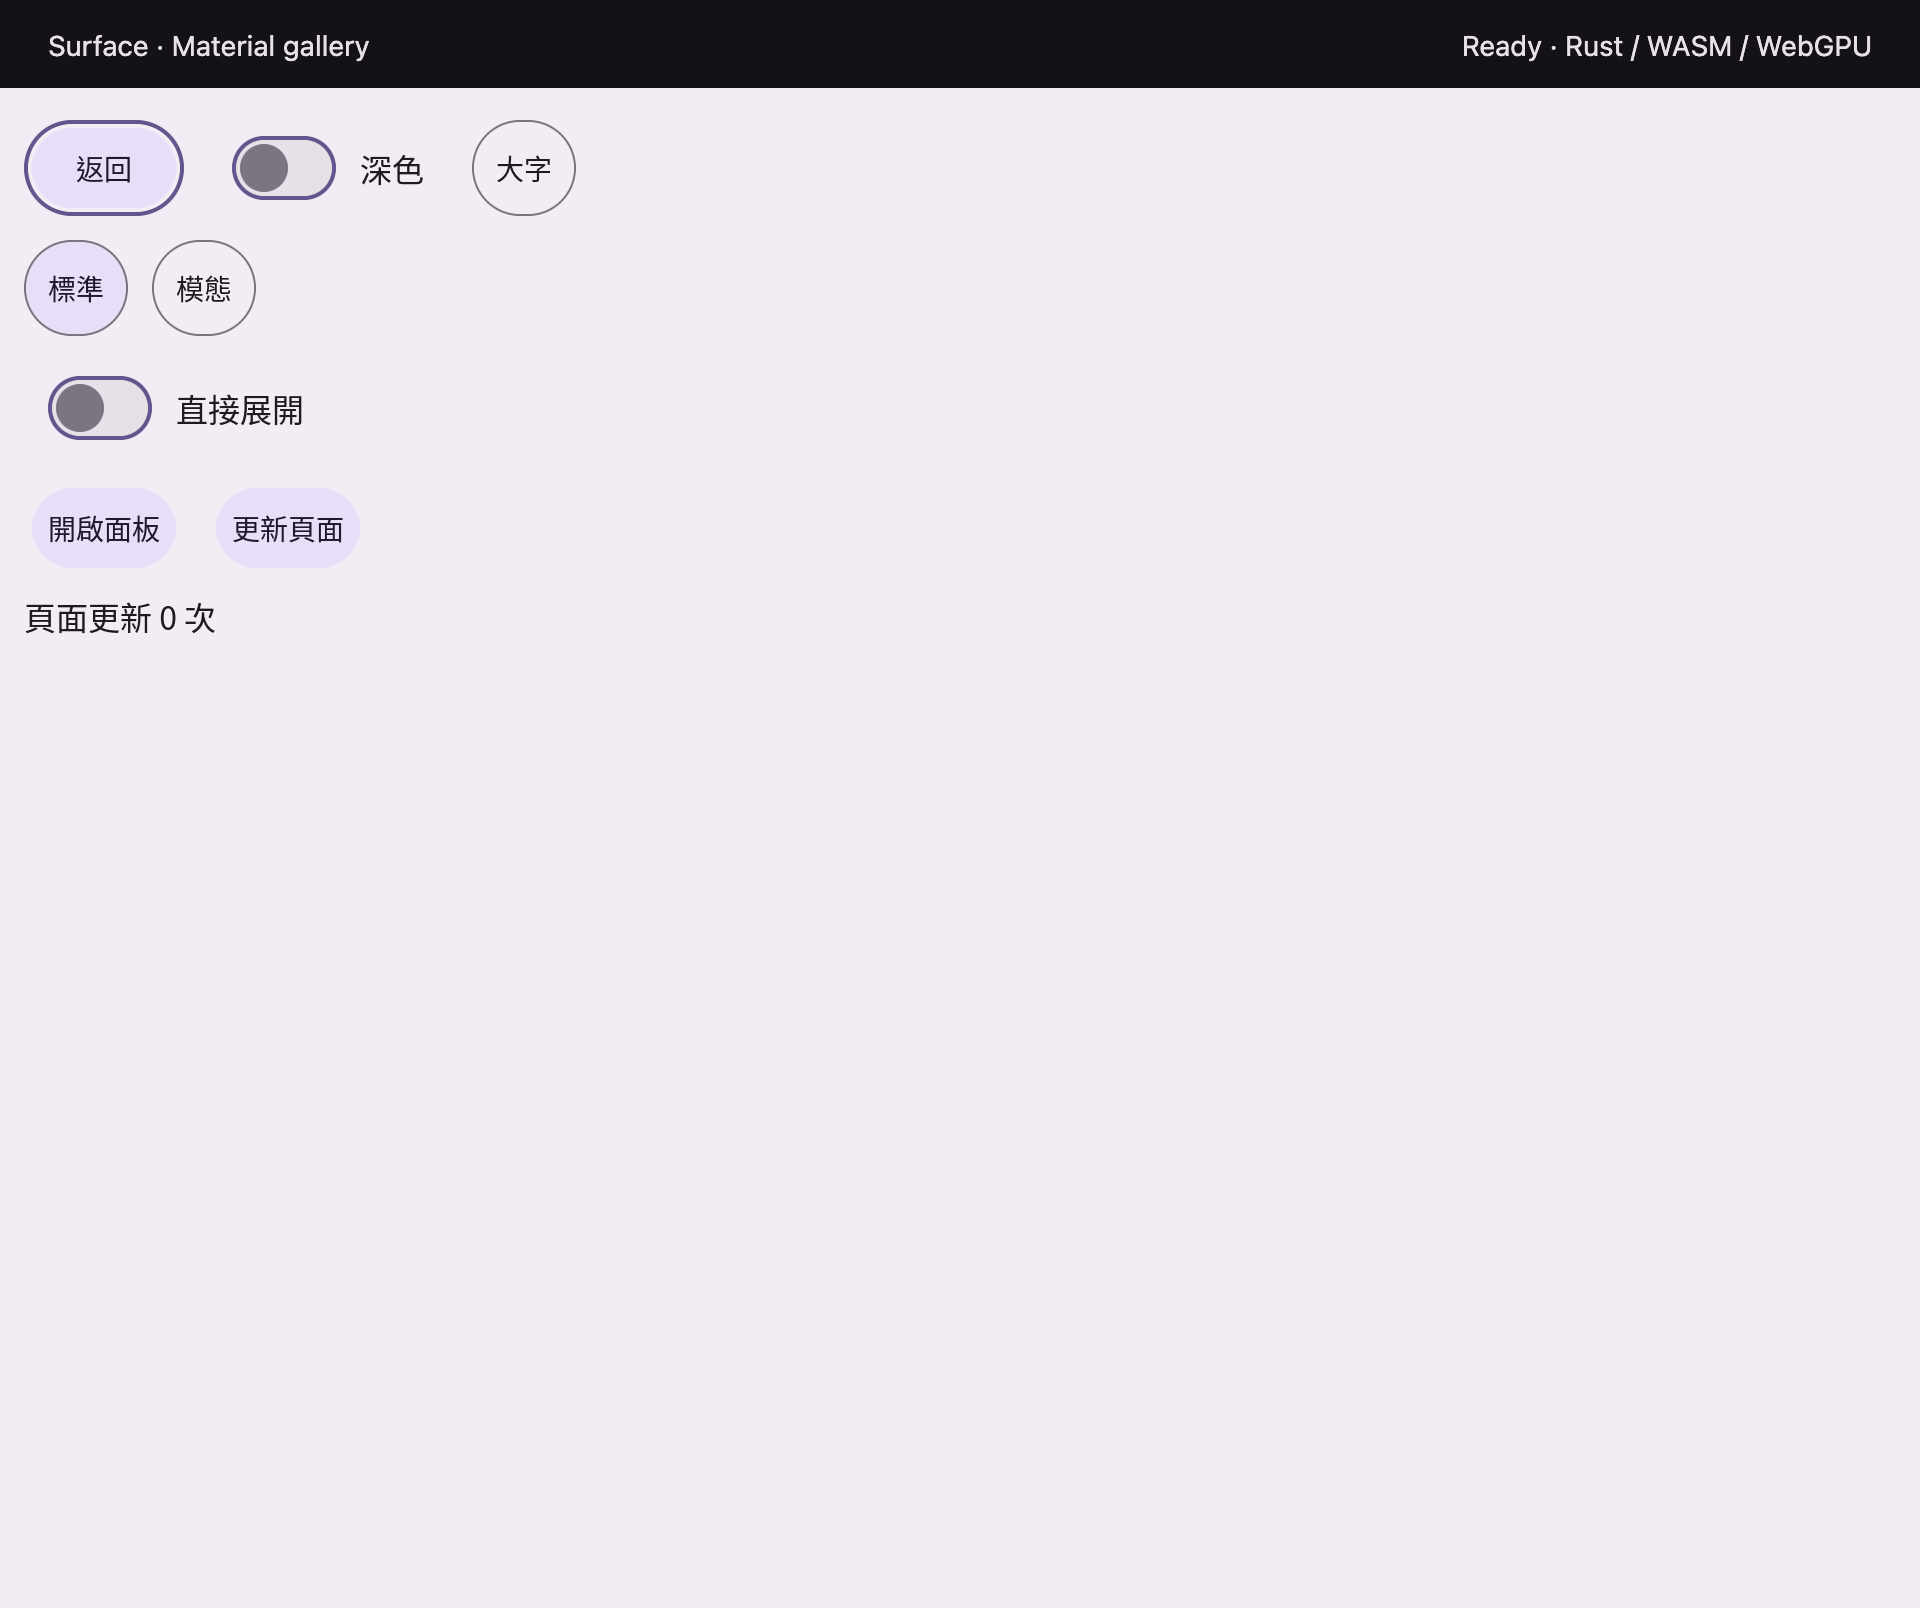 Surface · Material gallery
Ready · Rust / WASM / WebGPU
返回
深色
大字
標準
模態
直接展開
開啟面板
更新頁面
頁面更新 0 次